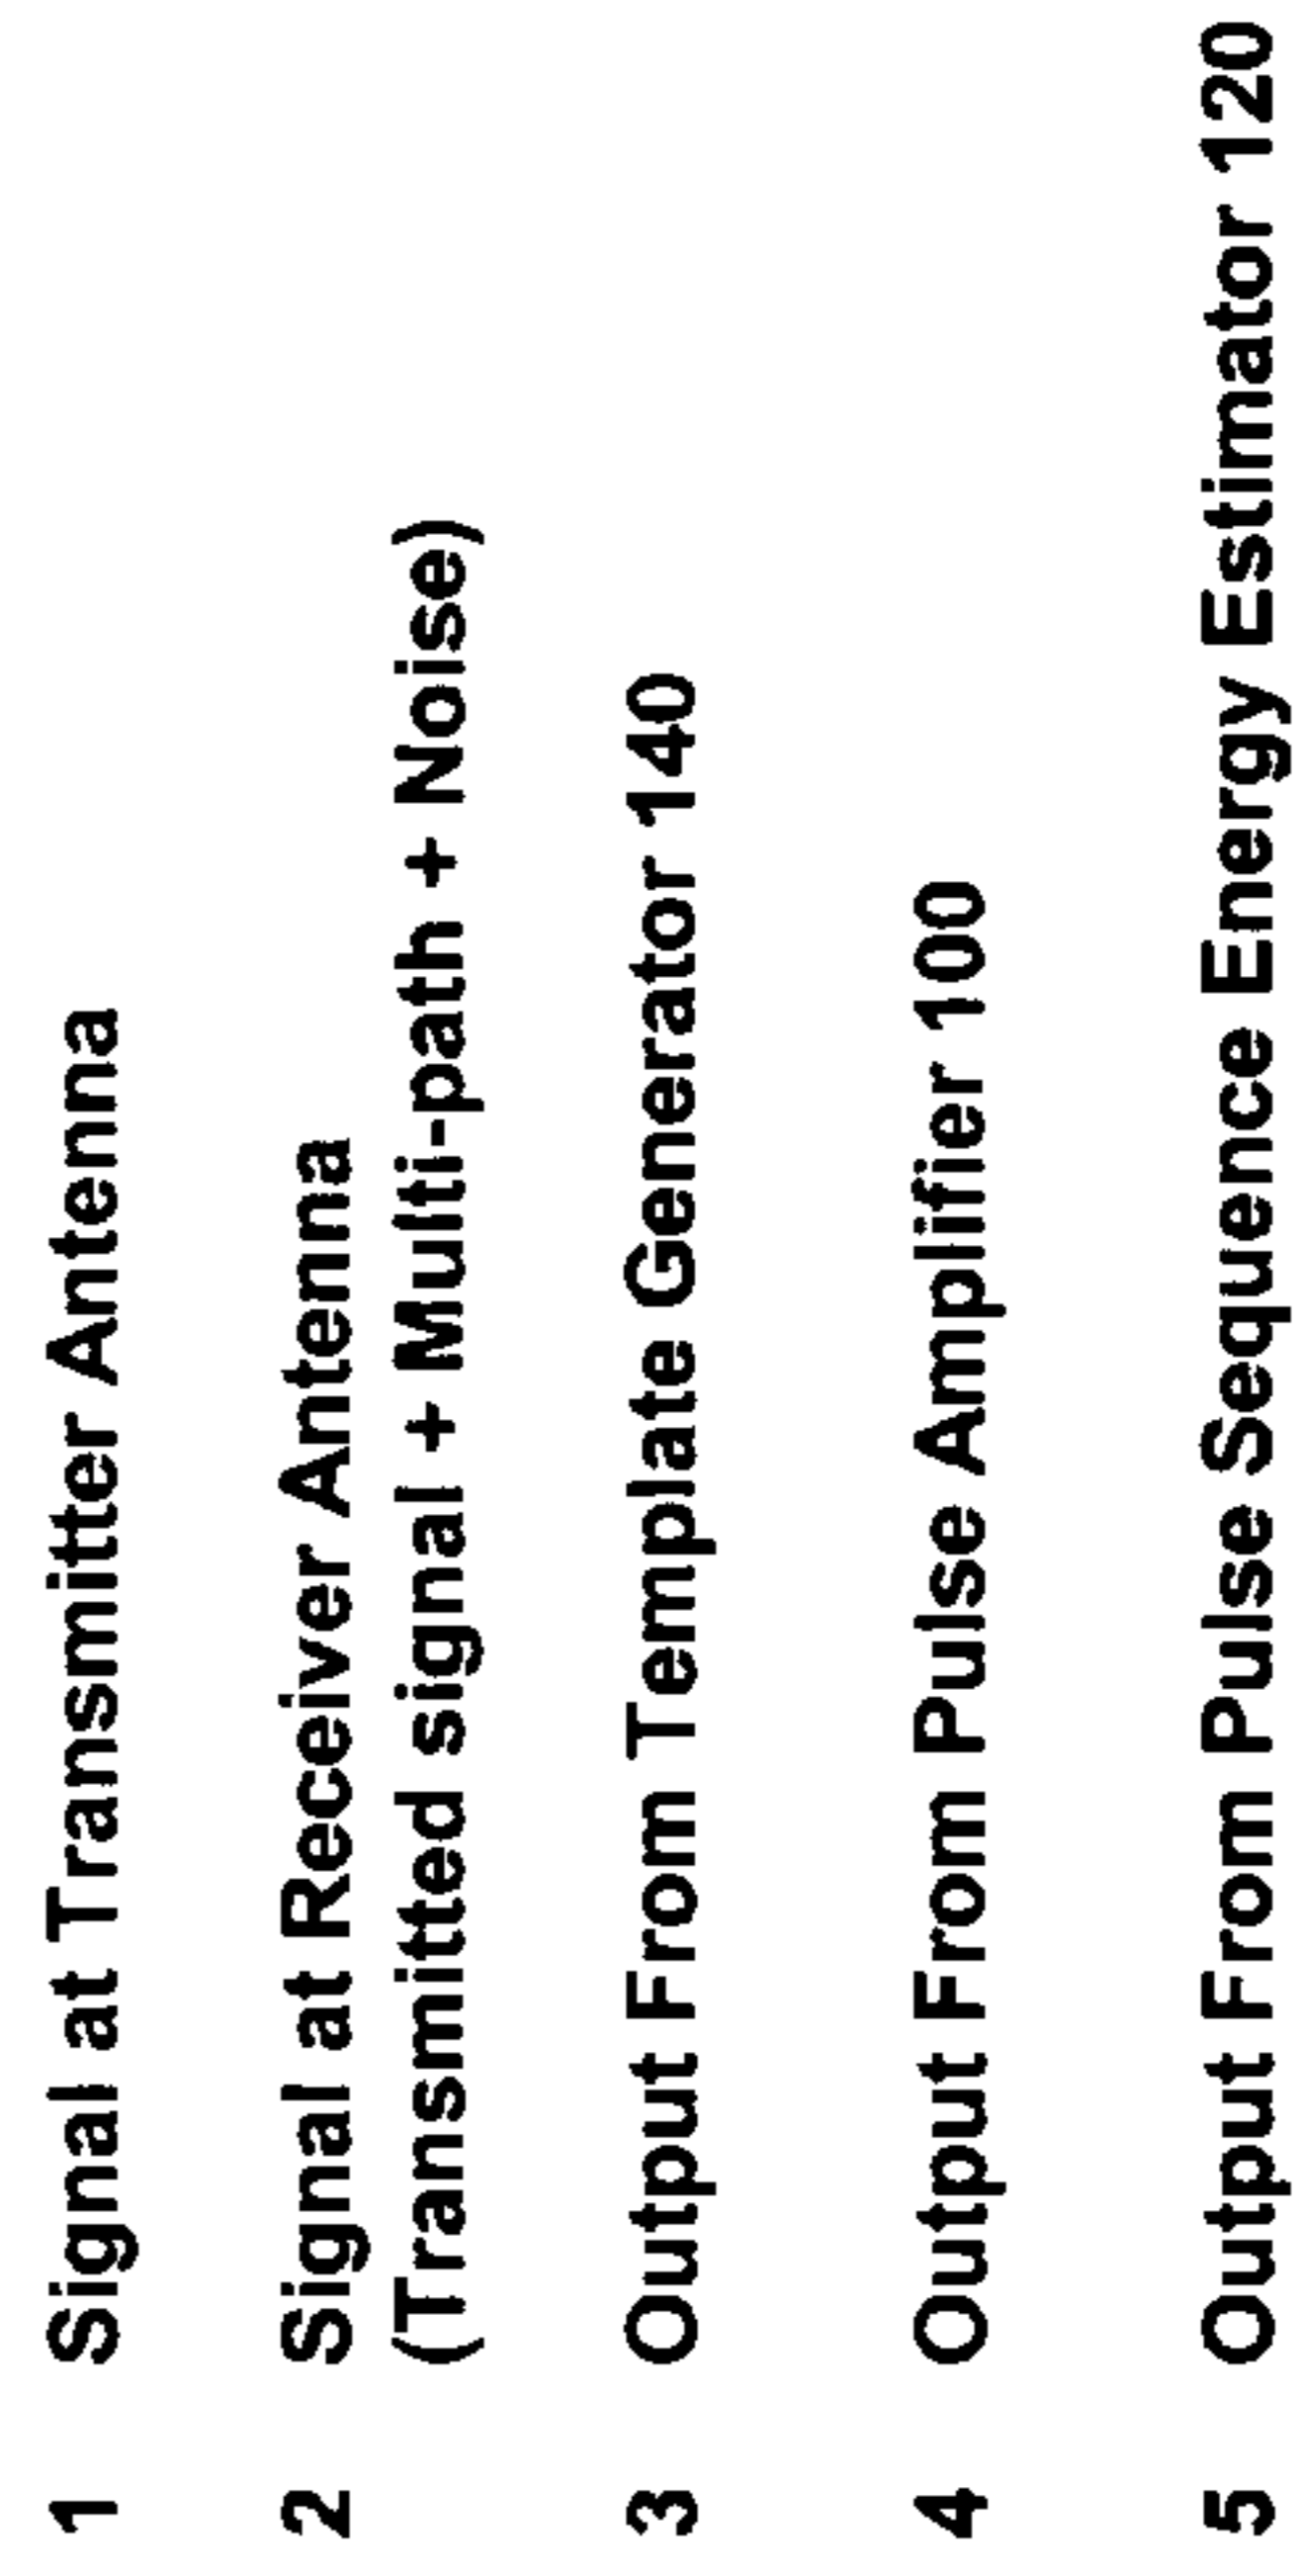 1 Signal at Transmitter Antenna
2 Signal at Receiver Antenna
(Transmitted signal + Multi-path + Noise)
3 Output From Template Generator 140
4 Output From Pulse Amplifier 100
5 Output From Pulse Sequence Energy Estimator 120